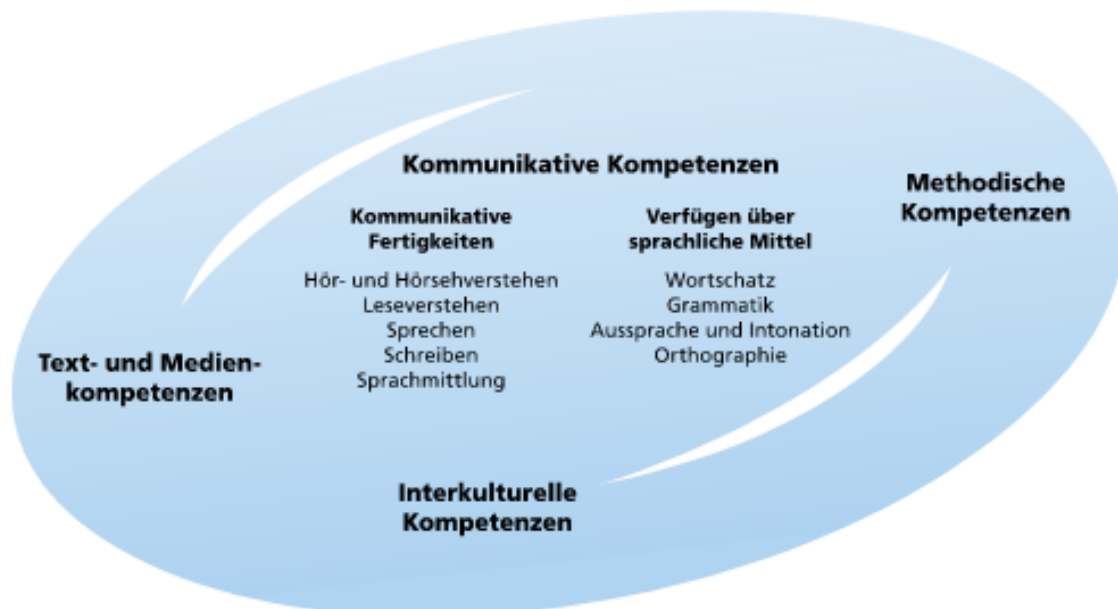 Kommunikative Kompetenzen
Methodische
Kompetenzen
Kommunikative
Fertigkeiten
Hör- und Hörsehverstehen
Leseverstehen
Sprechen
Schreiben
Sprachmittlung
Verfügen über
sprachliche Mittel
Wortschatz
Grammatik
Aussprache und Intonation
Orthographie
Text- und Medien-
kompetenzen
Interkulturelle
Kompetenzen